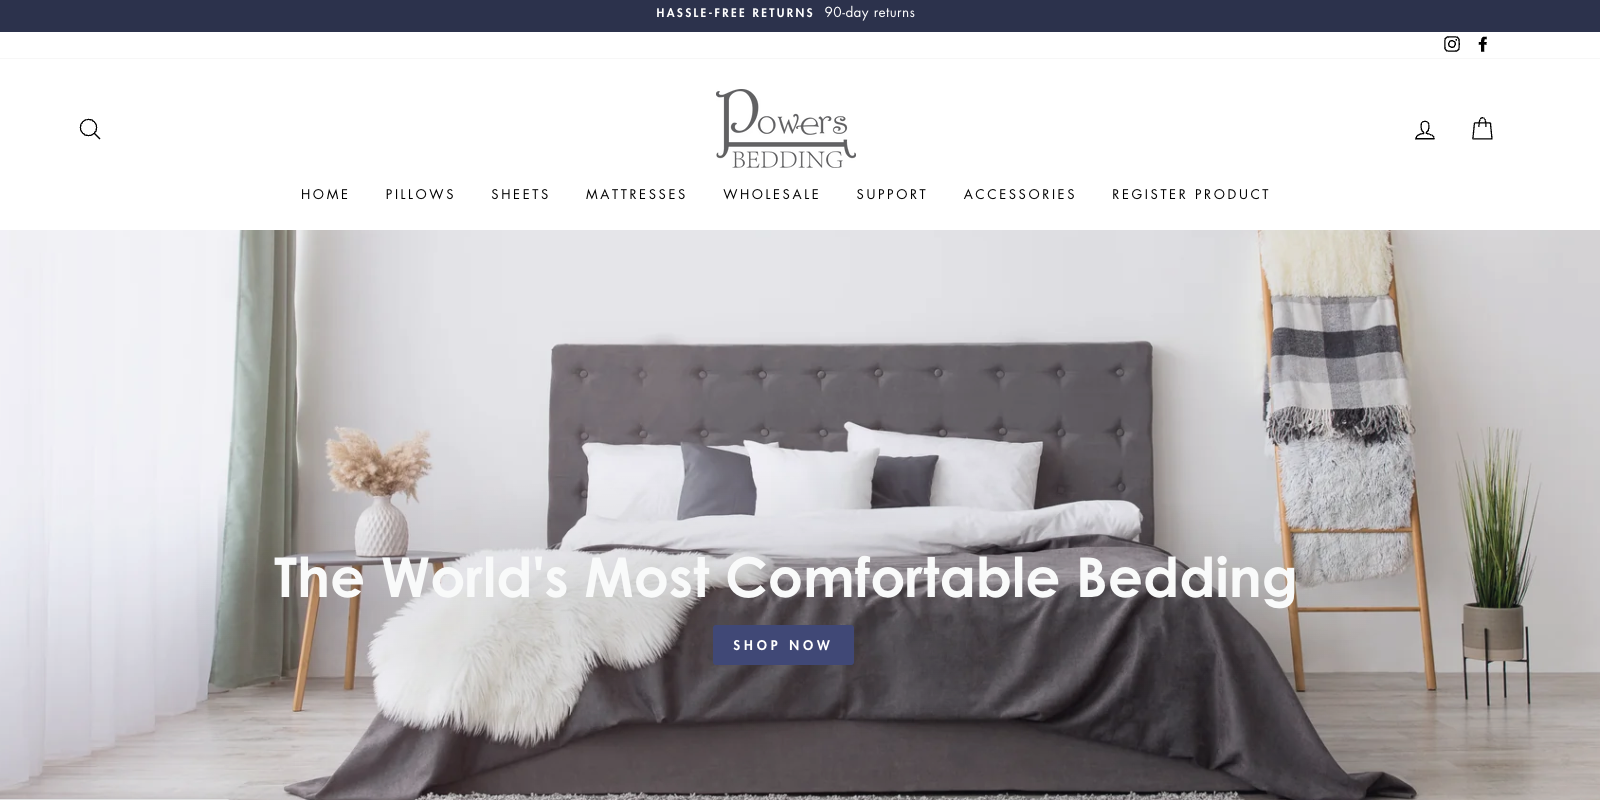 HASSLE-FREE RETURNS 90-day returns
Powers
BEDDING
HOME PILLOWS SHEETS MATTRESSES WHOLESALE SUPPORT ACCESSORIES REGISTER PRODUCT
The World's Most Comfortable Bedding
SHOP NOW